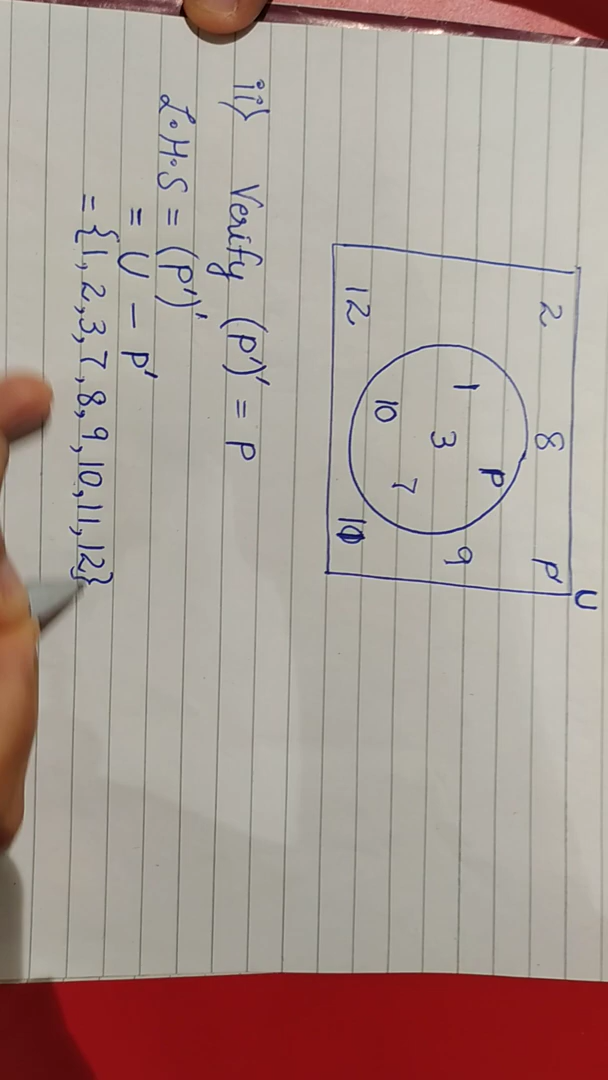 U
2 8 P'
P
1 3 9
10 7
12
ii) Verify (P')' = P
L.H.S = (P')'
= U - P'
= {1, 2, 3, 7, 8, 9, 10, 11, 12}